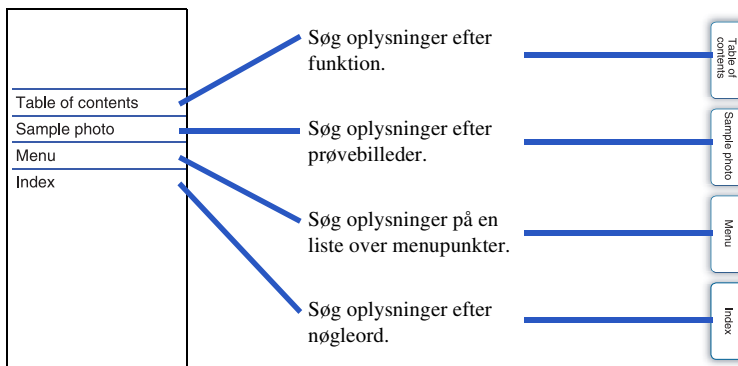 Table of contents
Sample photo
Menu
Index
Søg oplysninger efter
funktion.
Søg oplysninger efter
prøvebilleder.
Søg oplysninger på en
liste over menupunkter.
Søg oplysninger efter
nøgleord.
Table of
contents
Sample photo
Menu
Index